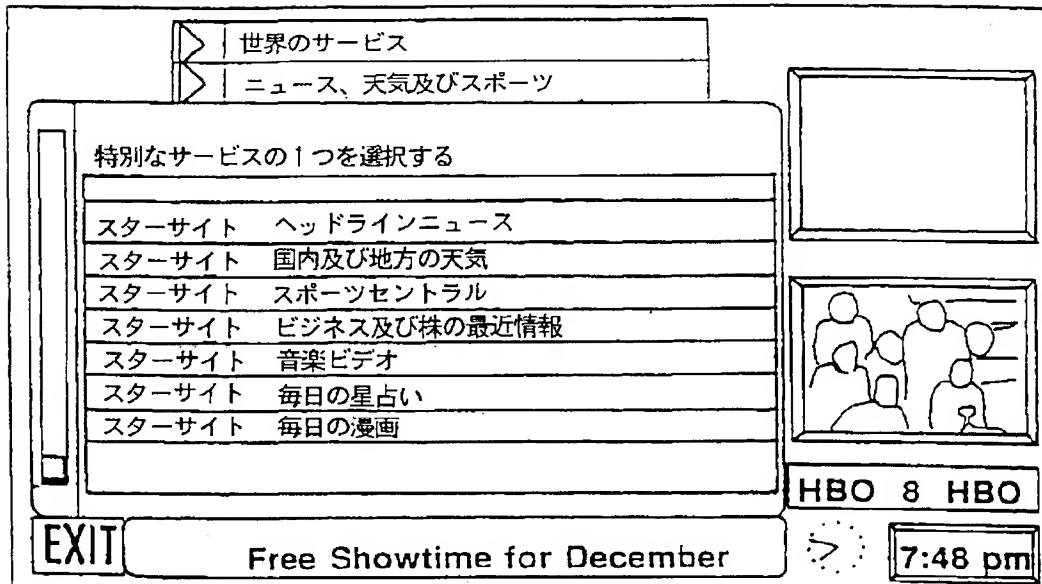 世界のサービス
ニュース、天気及びスポーツ
特別なサービスの1つを選択する
スターサイト ヘッドラインニュース
スターサイト 国内及び地方の天気
スターサイト スポーツセントラル
スターサイト ビジネス及び株の最近情報
スターサイト 音楽ビデオ
スターサイト 毎日の星占い
スターサイト 毎日の漫画
HBO 8 HBO
EXIT
Free Showtime for December
7:48 pm